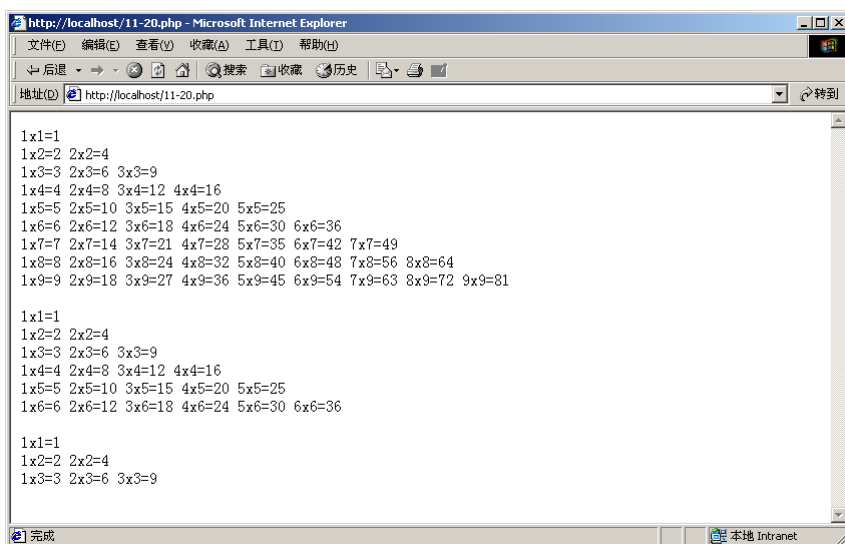 http://localhost/11-20.php - Microsoft Internet Explorer
文件(F) 编辑(E) 查看(V) 收藏(A) 工具(T) 帮助(H)
后退 搜索 收藏 历史
地址(D) http://localhost/11-20.php 转到
1x1=1
1x2=2 2x2=4
1x3=3 2x3=6 3x3=9
1x4=4 2x4=8 3x4=12 4x4=16
1x5=5 2x5=10 3x5=15 4x5=20 5x5=25
1x6=6 2x6=12 3x6=18 4x6=24 5x6=30 6x6=36
1x7=7 2x7=14 3x7=21 4x7=28 5x7=35 6x7=42 7x7=49
1x8=8 2x8=16 3x8=24 4x8=32 5x8=40 6x8=48 7x8=56 8x8=64
1x9=9 2x9=18 3x9=27 4x9=36 5x9=45 6x9=54 7x9=63 8x9=72 9x9=81
1x1=1
1x2=2 2x2=4
1x3=3 2x3=6 3x3=9
1x4=4 2x4=8 3x4=12 4x4=16
1x5=5 2x5=10 3x5=15 4x5=20 5x5=25
1x6=6 2x6=12 3x6=18 4x6=24 5x6=30 6x6=36
1x1=1
1x2=2 2x2=4
1x3=3 2x3=6 3x3=9
完成 本地 Intranet